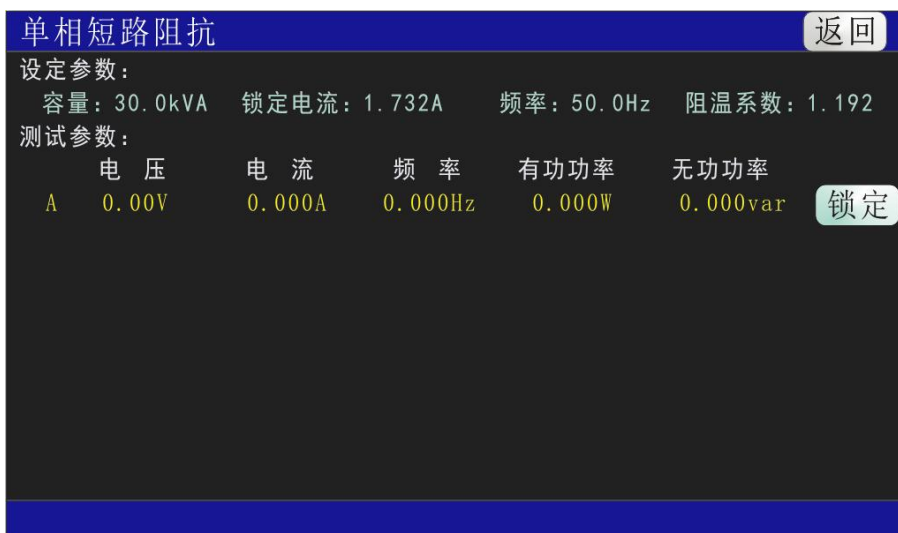 单相短路阻抗 返回
设定参数：
容量：30.0kVA 锁定电流：1.732A 频率：50.0Hz 阻温系数：1.192
测试参数：
电 压 电 流 频 率 有功功率 无功功率
A 0.00V 0.000A 0.000Hz 0.000W 0.000var 锁定